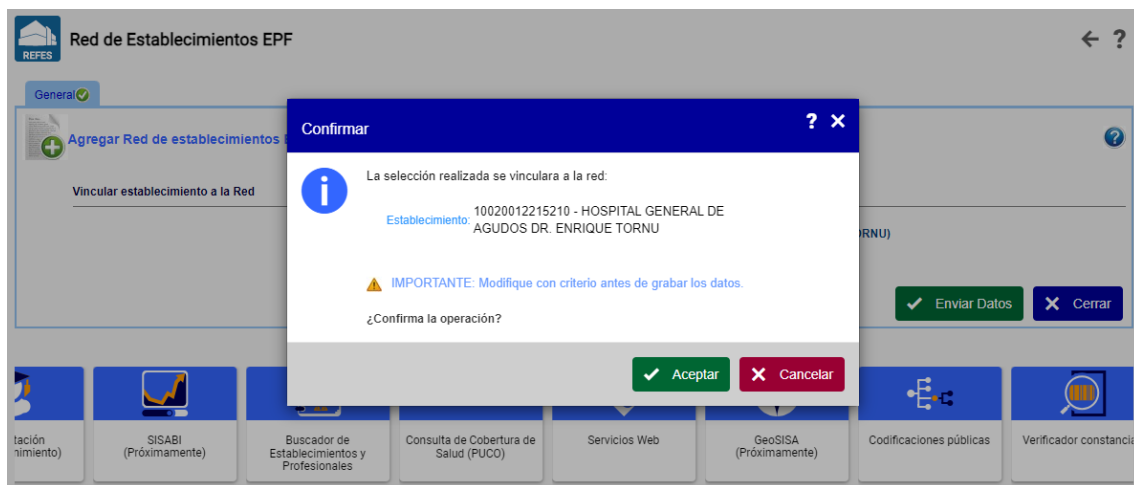 REFES
Red de Establecimientos EPF
?
General
Agregar Red de establecimientos
Vincular establecimiento a la Red
RNU)
Enviar Datos
Cerrar
Confirmar
?
La selección realizada se vinculara a la red:
Establecimiento: 10020012215210 - HOSPITAL GENERAL DE
AGUDOS DR. ENRIQUE TORNU
IMPORTANTE: Modifique con criterio antes de grabar los datos.
¿Confirma la operación?
Aceptar
Cancelar
tación
nimiento)
SISABI
(Próximamente)
Buscador de
Establecimientos y
Profesionales
Consulta de Cobertura de
Salud (PUCO)
Servicios Web
GeoSISA
(Próximamente)
Codificaciones públicas
Verificador constancia